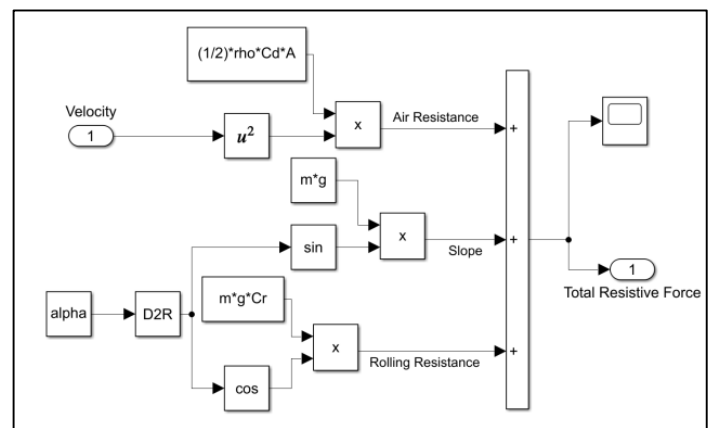 (1/2)*rho*Cd*A
Velocity
1
u²
x
Air Resistance
+
m*g
sin
x
Slope
+
1
Total Resistive Force
alpha
D2R
m*g*Cr
x
Rolling Resistance
+
cos